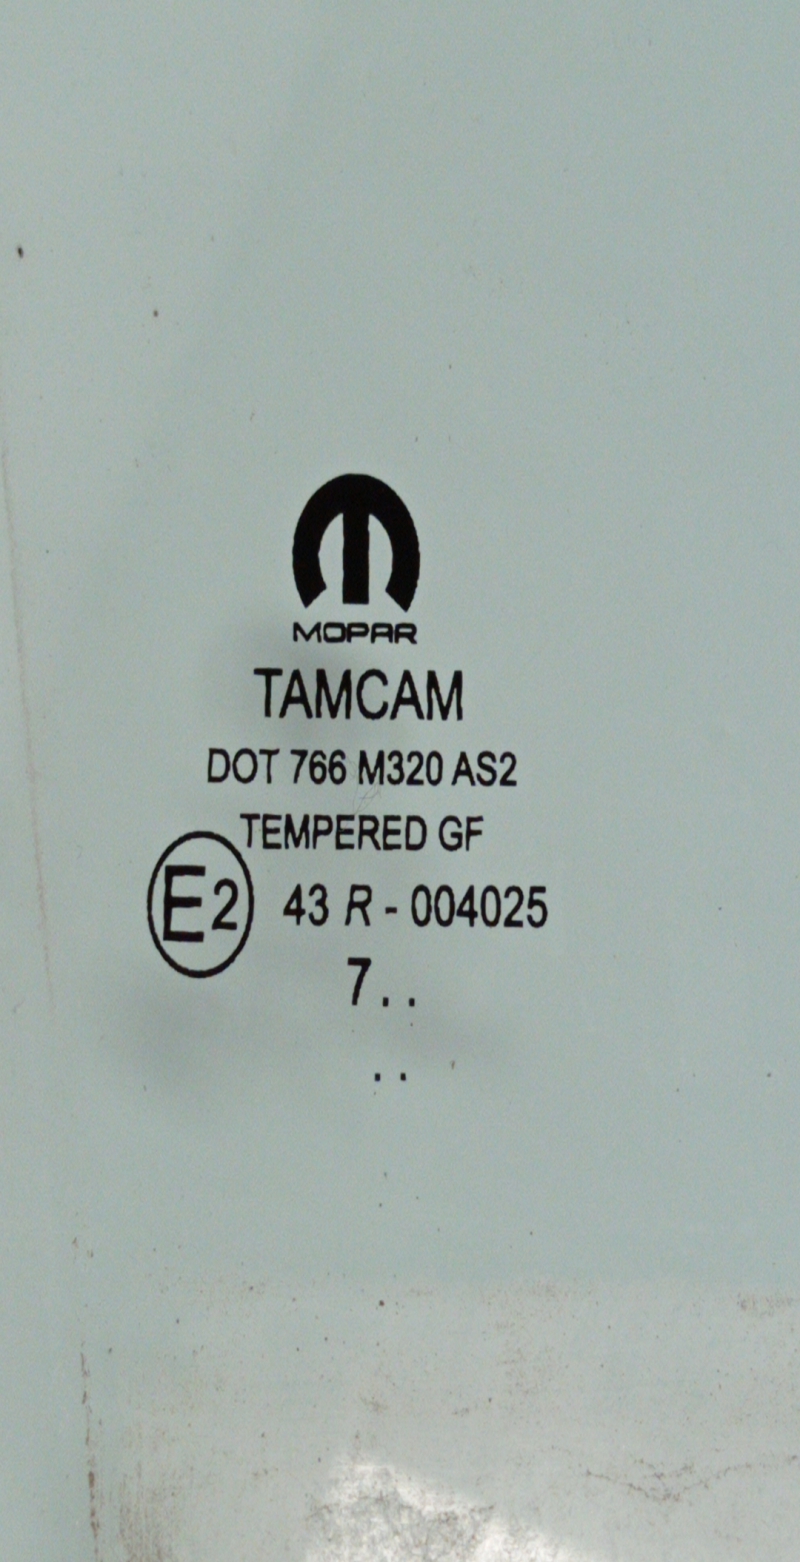 MOPAR
TAMCAM
DOT 766 M320 AS2
TEMPERED GF
E2 43 R - 004025
7..
..